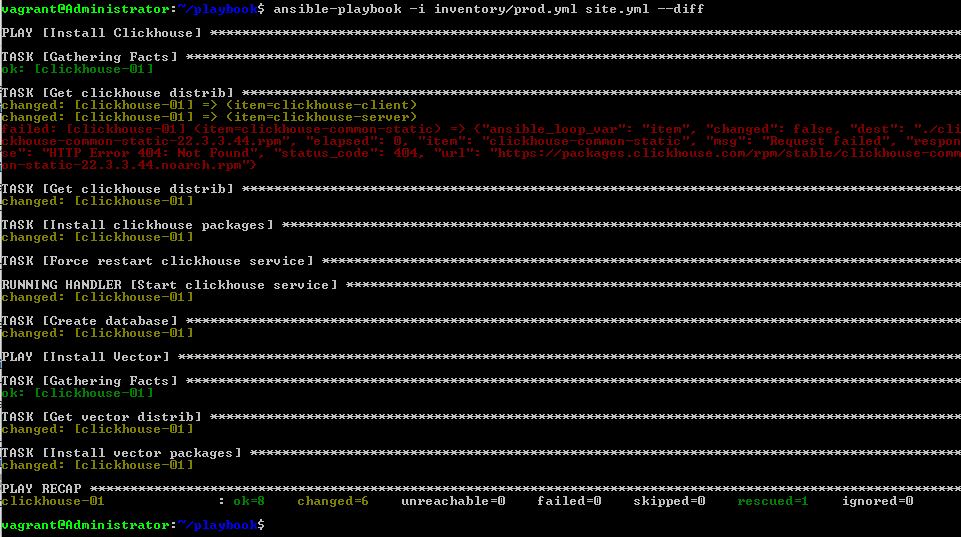 vagrant@Administrator:~/playbook$ ansible-playbook -i inventory/prod.yml site.yml --diff
PLAY [Install Clickhouse] **********************************************************************************************
TASK [Gathering Facts] *************************************************************************************************
ok: [clickhouse-01]
TASK [Get clickhouse distrib] ******************************************************************************************
changed: [clickhouse-01] => (item=clickhouse-client)
changed: [clickhouse-01] => (item=clickhouse-server)
failed: [clickhouse-01] (item=clickhouse-common-static) => {"ansible_loop_var": "item", "changed": false, "dest": "./cli
ckhouse-common-static-22.3.3.44.rpm", "elapsed": 0, "item": "clickhouse-common-static", "msg": "Request failed", "respon
se": "HTTP Error 404: Not Found", "status_code": 404, "url": "https://packages.clickhouse.com/rpm/stable/clickhouse-comm
on-static-22.3.3.44.noarch.rpm"}
TASK [Get clickhouse distrib] ******************************************************************************************
changed: [clickhouse-01]
TASK [Install clickhouse packages] *************************************************************************************
changed: [clickhouse-01]
TASK [Force restart clickhouse service] ********************************************************************************
RUNNING HANDLER [Start clickhouse service] *****************************************************************************
changed: [clickhouse-01]
TASK [Create database] *************************************************************************************************
changed: [clickhouse-01]
PLAY [Install Vector] **************************************************************************************************
TASK [Gathering Facts] *************************************************************************************************
ok: [clickhouse-01]
TASK [Get vector distrib] **********************************************************************************************
changed: [clickhouse-01]
TASK [Install vector packages] *****************************************************************************************
changed: [clickhouse-01]
PLAY RECAP *************************************************************************************************************
clickhouse-01 : ok=8 changed=6 unreachable=0 failed=0 skipped=0 rescued=1 ignored=0
vagrant@Administrator:~/playbook$